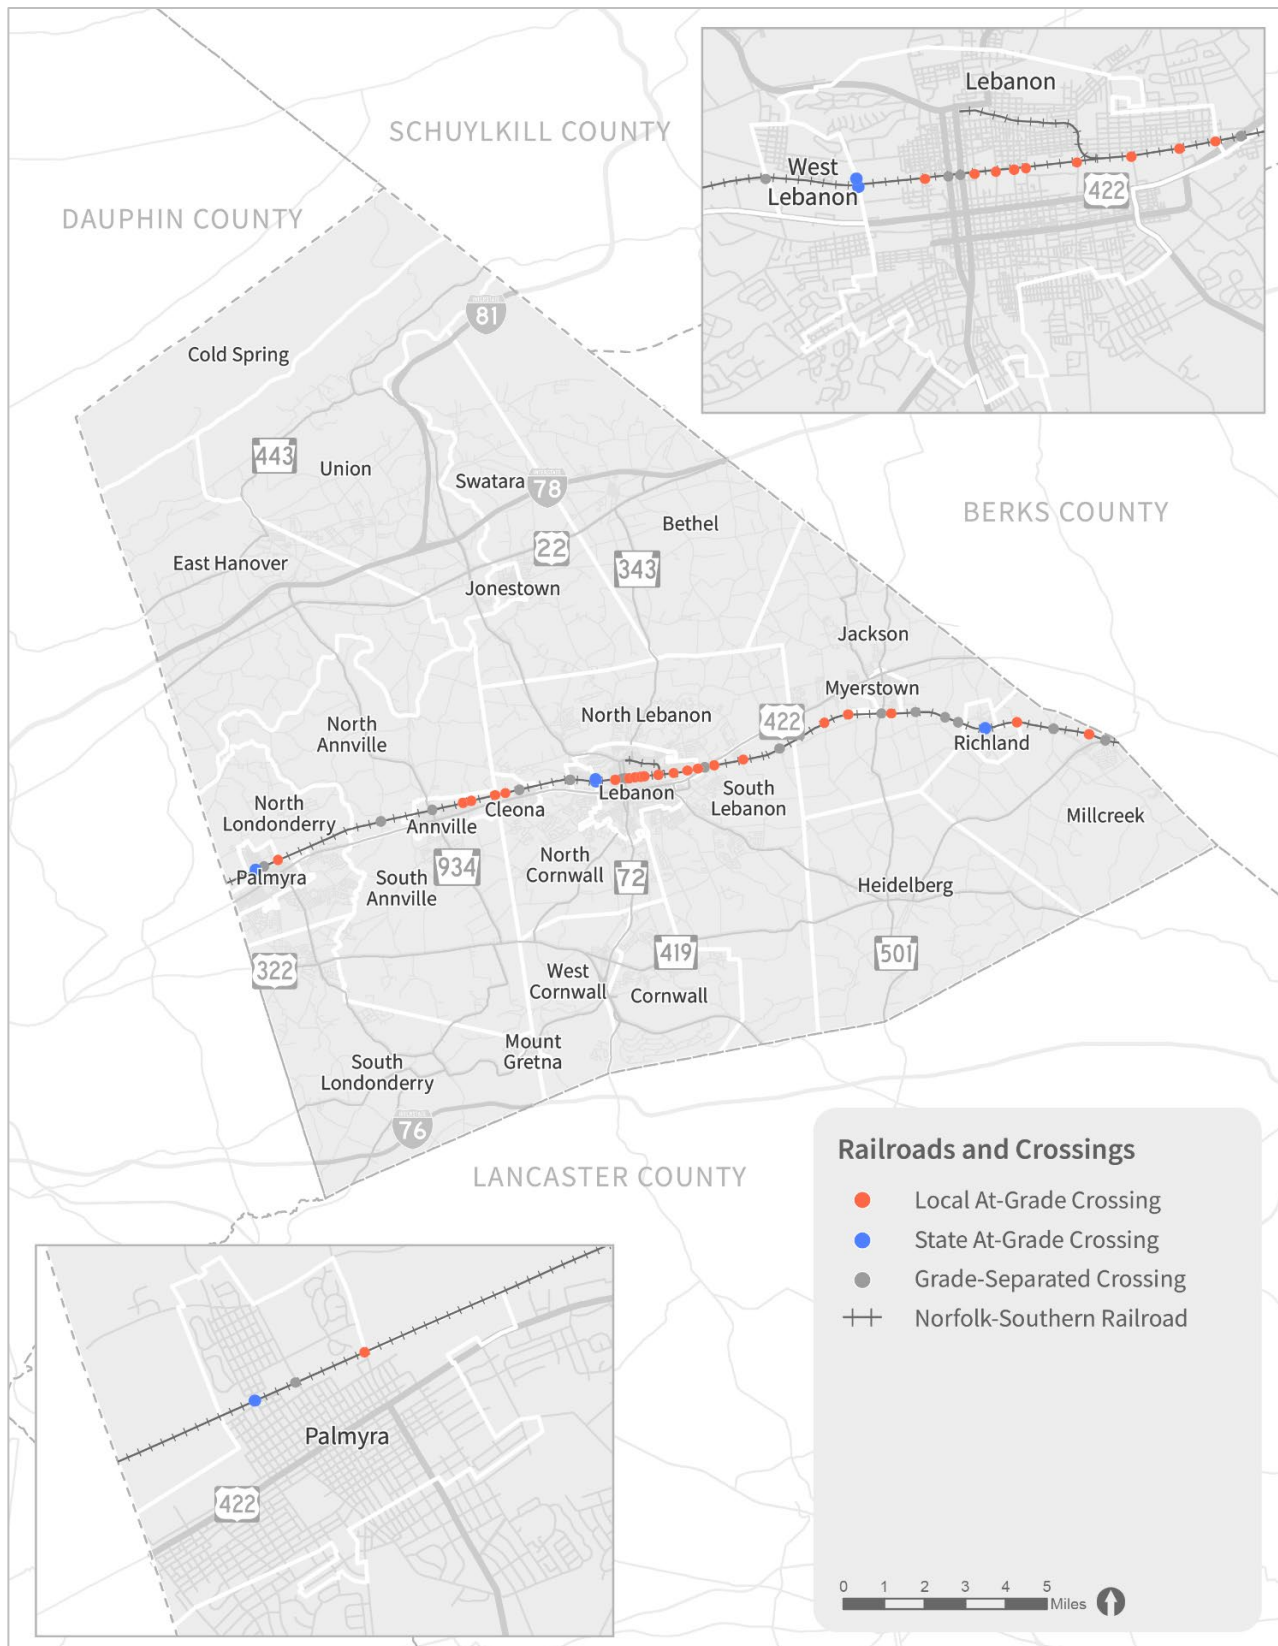 Lebanon
West
Lebanon
422
SCHUYLKILL COUNTY
DAUPHIN COUNTY
81
Cold Spring
443
Union
Swatara
78
BERKS COUNTY
Bethel
22
East Hanover
343
Jonestown
Jackson
Myerstown
North Lebanon
422
North
Annville
Richland
Lebanon
South
Lebanon
North
Londonderry
Cleona
Annville
Millcreek
Palmyra
South
Annville
934
North
Cornwall
72
Heidelberg
322
419
501
West
Cornwall
Cornwall
Mount
Gretna
South
Londonderry
76
LANCASTER COUNTY
Railroads and Crossings
Local At-Grade Crossing
State At-Grade Crossing
Grade-Separated Crossing
Norfolk-Southern Railroad
0 1 2 3 4 5
Miles
Palmyra
422